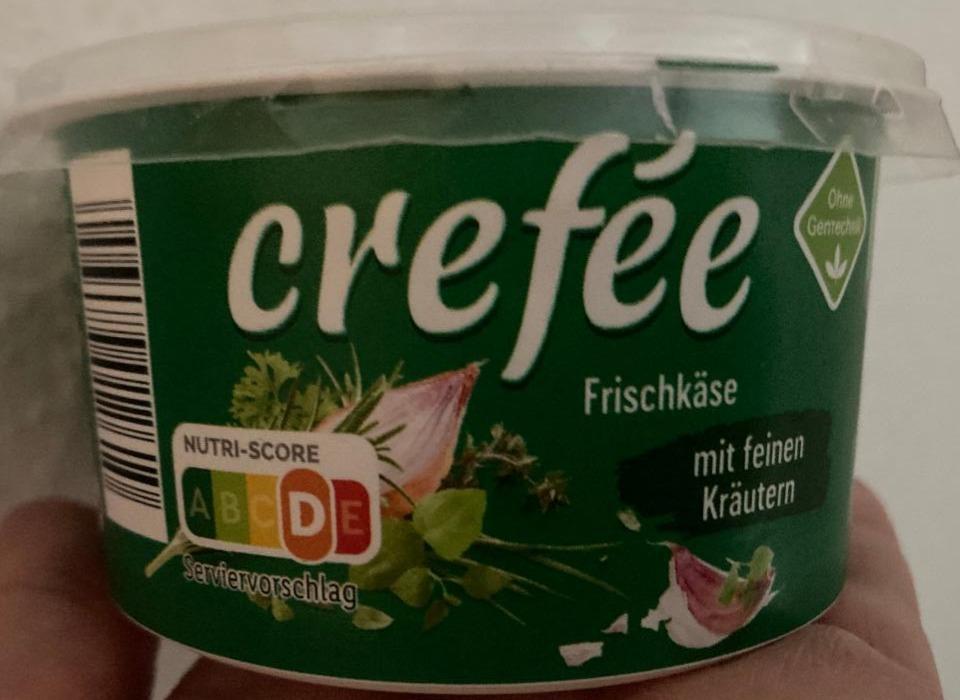 crefée
Ohne
Gentechnik
Frischkäse
mit feinen
Kräutern
NUTRI-SCORE
A B C D E
Serviervorschlag